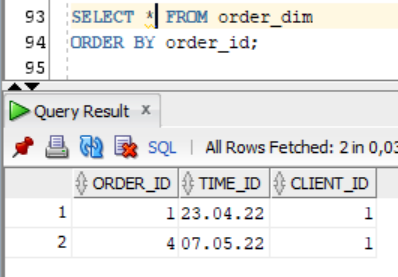 93 SELECT * FROM order_dim
94 ORDER BY order_id;
95
Query Result x
SQL | All Rows Fetched: 2 in 0,03
ORDER_ID TIME_ID CLIENT_ID
1 1 23.04.22 1
2 4 07.05.22 1